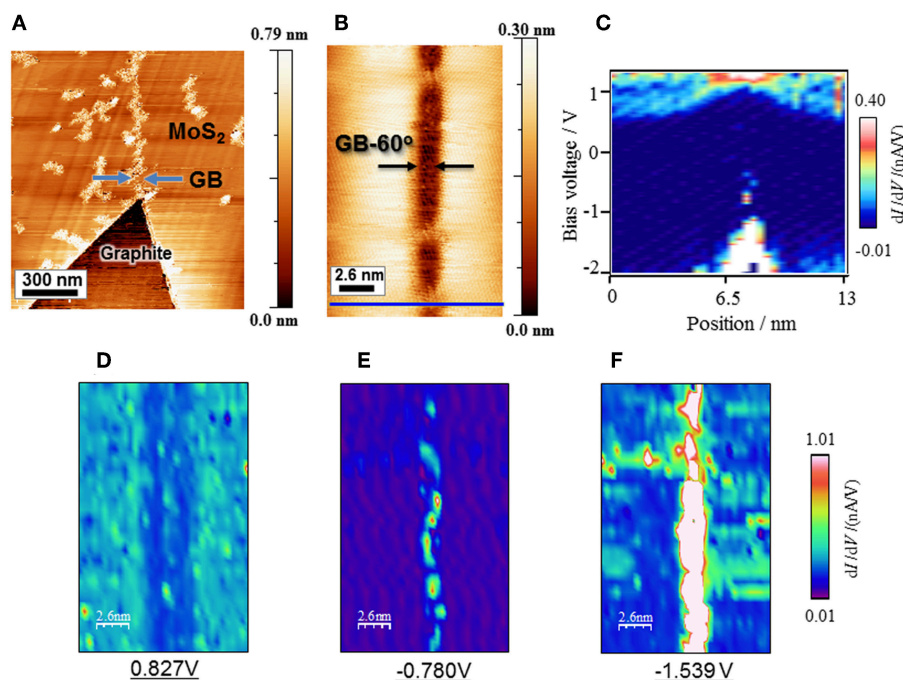 A
0.79 nm
MoS2
GB
Graphite
300 nm
0.0 nm
B
0.30 nm
GB-60°
2.6 nm
0.00 nm
C
Bias voltage / V
1
0
-1
-2
0
6.5
13
Position / nm
0.40
dI/dV/(nA/V)
-0.01
D
2.6nm
0.827V
E
2.6nm
-0.780V
F
2.6nm
-1.539V
1.01
dI/dV/(nA/V)
0.01